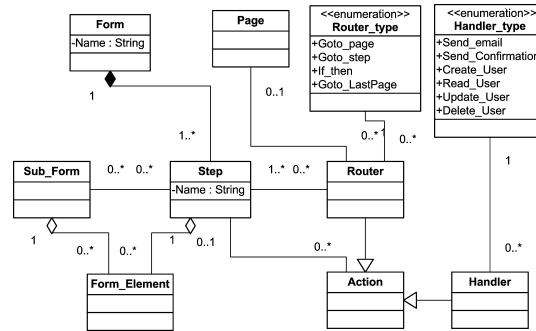 Form
-Name : String
Page
<<enumeration>>
Router_type
+Goto_page
+Goto_step
+If_then
+Goto_LastPage
<<enumeration>>
Handler_type
+Send_email
+Send_Confirmation
+Create_User
+Read_User
+Update_User
+Delete_User
1
0..1
1..*
0..*
1
0..*
1
Sub_Form
0..*
0..*
Step
-Name : String
1..*
0..*
Router
1
0..*
0..*
1
0..1
0..*
0..*
Form_Element
Action
Handler